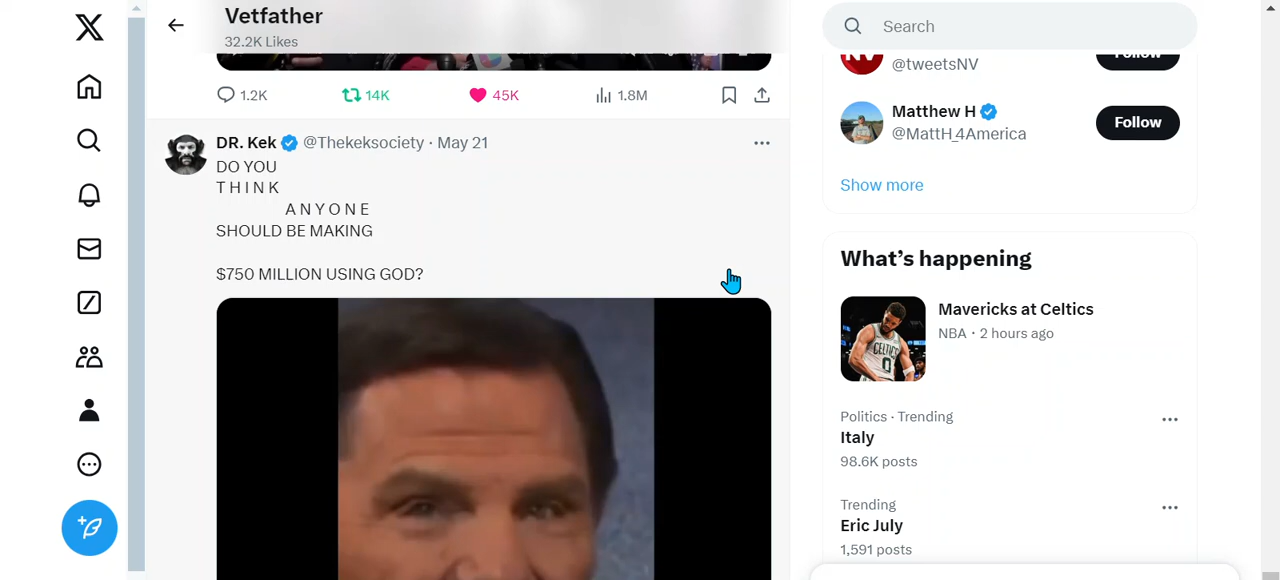 Vetfather
32.2K Likes
1.2K
14K
45K
1.8M
DR. Kek @Thekeksociety · May 21
DO YOU
T H I N K
A N Y O N E
SHOULD BE MAKING
$750 MILLION USING GOD?
Search
@tweetsNV
Follow
Matthew H
@MattH_4America
Follow
Show more
What's happening
Mavericks at Celtics
NBA · 2 hours ago
Politics · Trending
Italy
98.6K posts
Trending
Eric July
1,591 posts